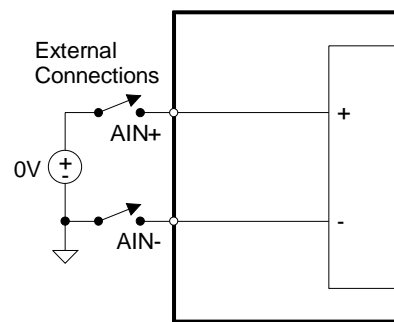 External
Connections
AIN+
+
0V
+
-
AIN-
-